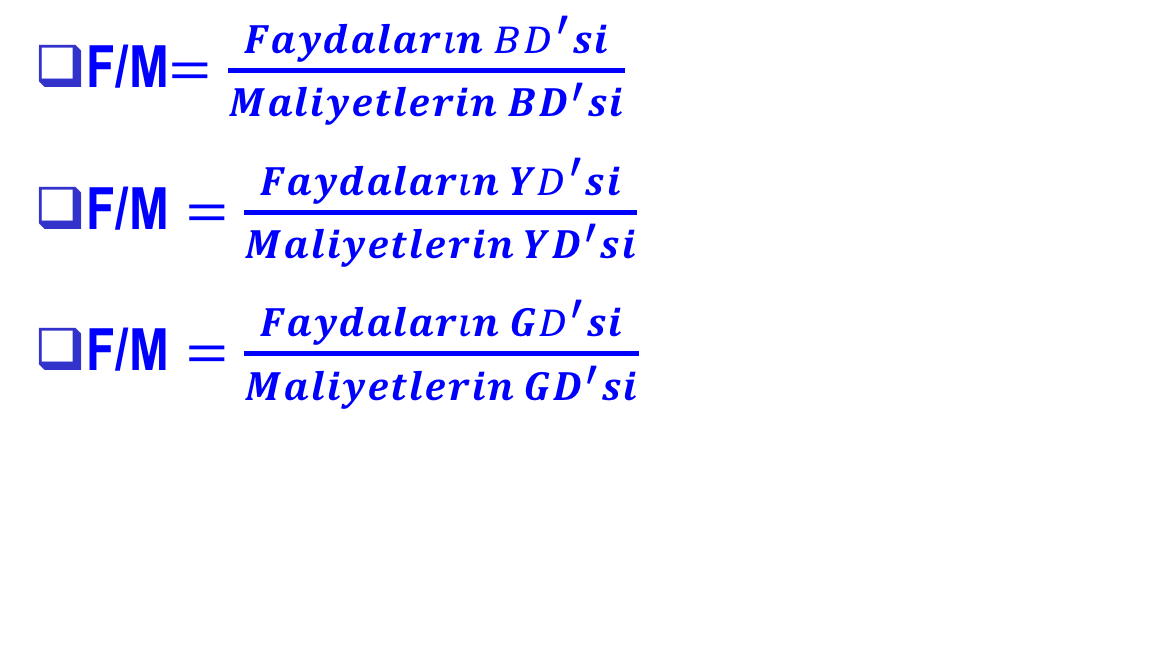 ❑F/M= Faydaların BD′si / Maliyetlerin BD′si
❑F/M = Faydaların YD′si / Maliyetlerin YD′si
❑F/M = Faydaların GD′si / Maliyetlerin GD′si